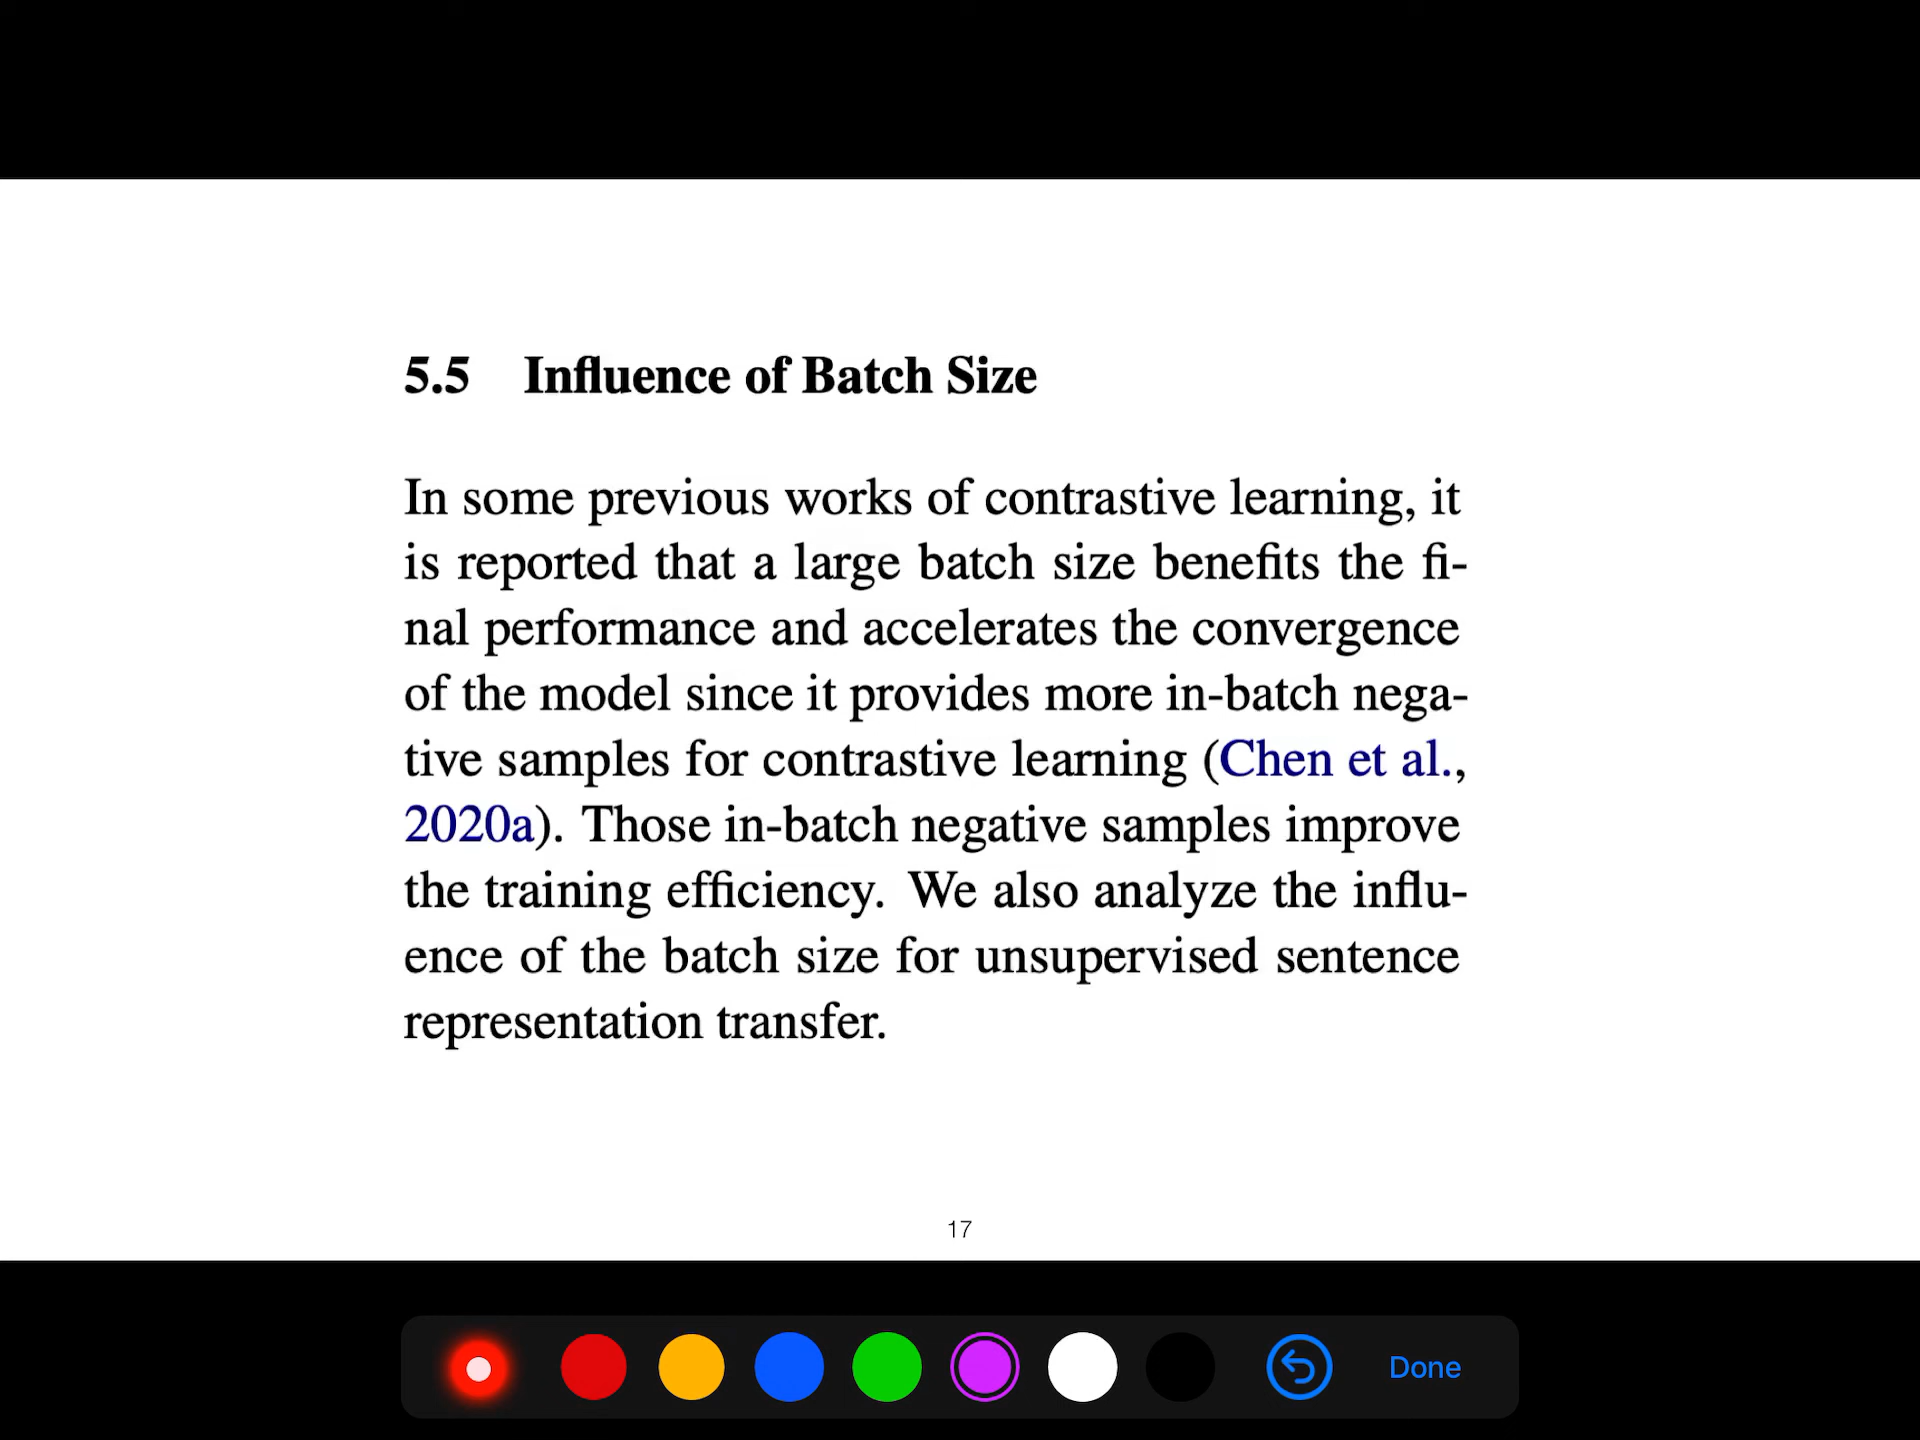 5.5 Influence of Batch Size
In some previous works of contrastive learning, it
is reported that a large batch size benefits the fi-
nal performance and accelerates the convergence
of the model since it provides more in-batch nega-
tive samples for contrastive learning (Chen et al.,
2020a). Those in-batch negative samples improve
the training efficiency. We also analyze the influ-
ence of the batch size for unsupervised sentence
representation transfer.
17
Done